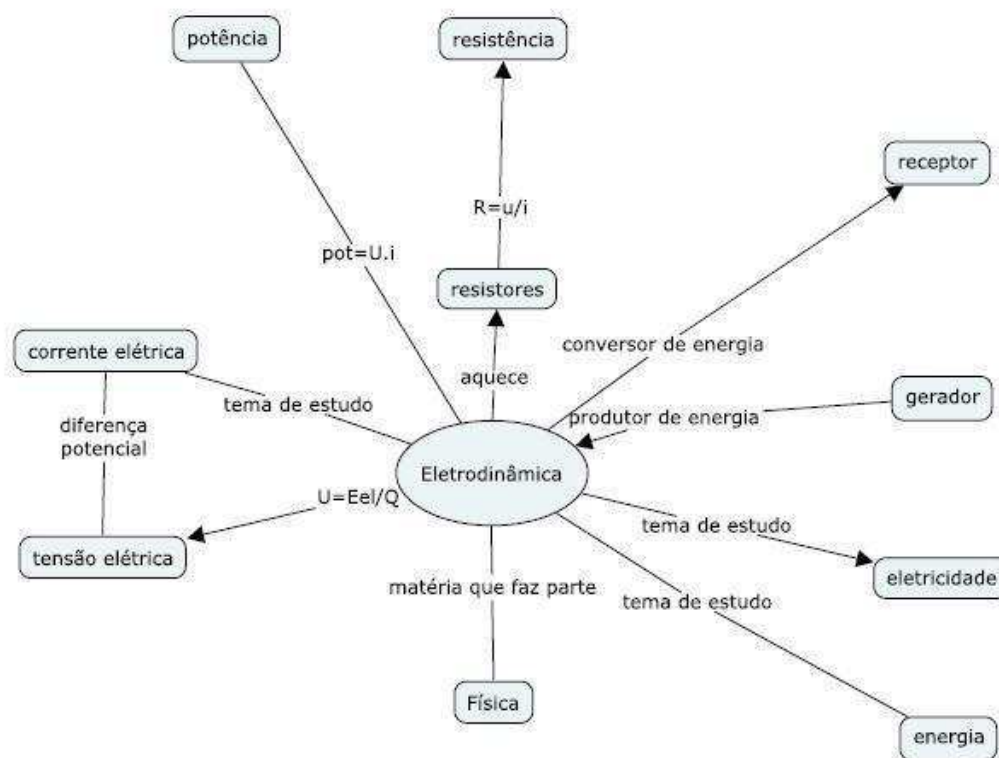 potência
resistência
receptor
R=u/i
pot=U.i
resistores
conversor de energia
corrente elétrica
aquece
gerador
tema de estudo
produtor de energia
diferença
potencial
Eletrodinâmica
U=Eel/Q
tema de estudo
tensão elétrica
eletricidade
matéria que faz parte
tema de estudo
Física
energia